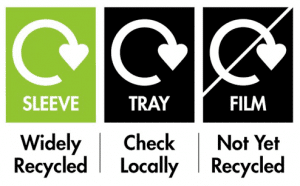 SLEEVE TRAY FILM
Widely Check Not Yet
Recycled Locally Recycled